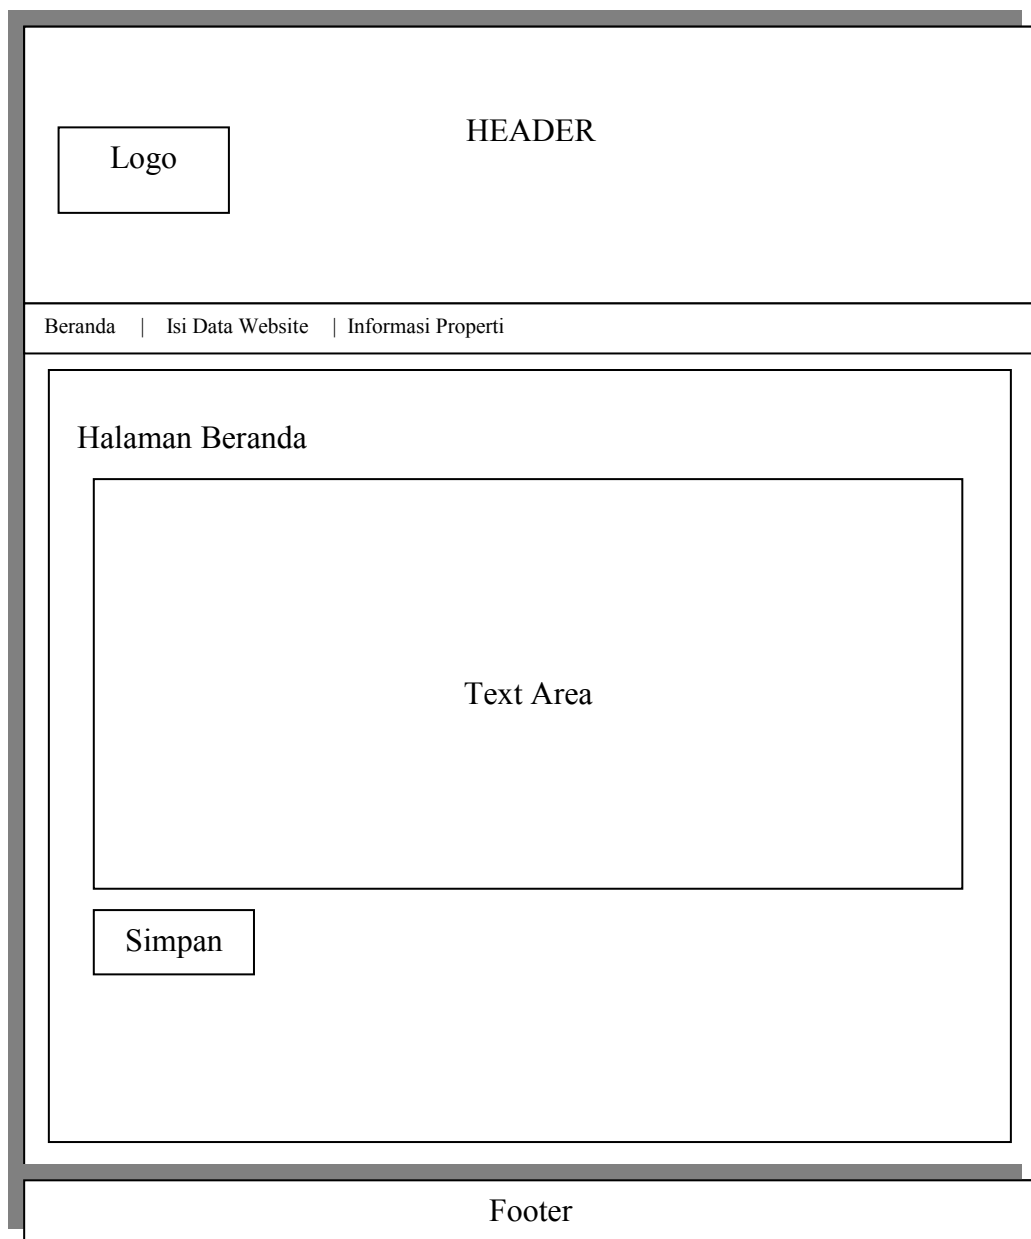 HEADER
Logo
Beranda | Isi Data Website | Informasi Properti
Halaman Beranda
Text Area
Simpan
Footer